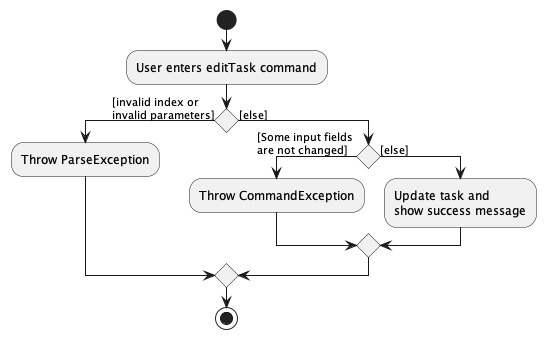 User enters editTask command
[invalid index or
invalid parameters]
[else]
Throw ParseException
[Some input fields
are not changed]
[else]
Throw CommandException
Update task and
show success message